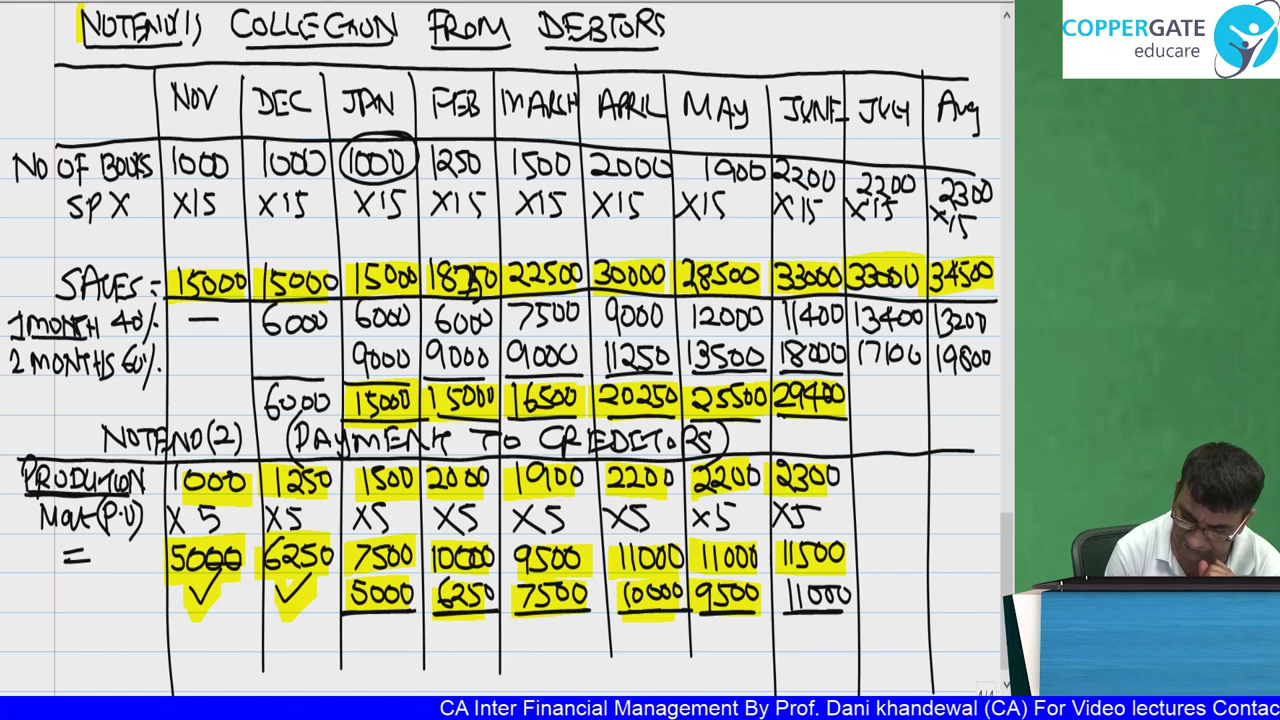 NOTENO(1) COLLECTION FROM DEBTORS
COPPERGATE
educare
NOV DEC JAN FEB MARCH APRIL MAY JUNE JULY Aug
NO OF BOOKS 1000 1000 1000 1250 1500 2000 1900 2200 2200 2300
SP X X15 X15 X15 X15 X15 X15 X15 X15 X15 X15
SALES = 15000 15000 15000 18750 22500 30000 28500 33000 33000 34500
1 MONTH 40% — 6000 6000 6000 7500 9000 12000 11400 13400 13200
2 MONTHS 60% 9000 9000 9000 11250 13500 18000 17100 19800
6000 15000 15000 16500 20250 25500 29400
NOTENO(2) (PAYMENT TO CREDETORS)
PRODUTION 1000 1250 1500 2000 1900 2200 2200 2300
Mat(P.U) X5 X5 X5 X5 X5 X5 X5 X5
= 5000 6250 7500 10000 9500 11000 11000 11500
✓ ✓ 5000 6250 7500 10000 9500 11000
CA Inter Financial Management By Prof. Dani khandewal (CA) For Video lectures Contac